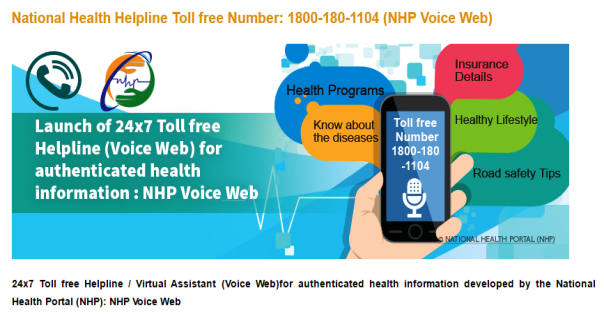 National Health Helpline Toll free Number: 1800-180-1104 (NHP Voice Web)
nhp
Launch of 24x7 Toll free
Helpline (Voice Web) for
authenticated health
information : NHP Voice Web
Health Programs
Know about
the diseases
Insurance
Details
Healthy Lifestyle
Road safety Tips
Toll free
Number
1800-180
-1104
© NATIONAL HEALTH PORTAL (NHP)
24x7 Toll free Helpline / Virtual Assistant (Voice Web)for authenticated health information developed by the National
Health Portal (NHP): NHP Voice Web